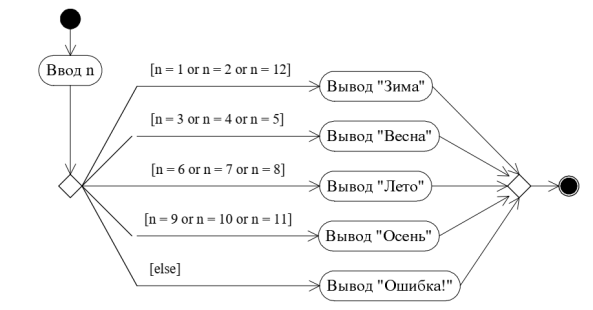 Ввод n
[n = 1 or n = 2 or n = 12]
Вывод "Зима"
[n = 3 or n = 4 or n = 5]
Вывод "Весна"
[n = 6 or n = 7 or n = 8]
Вывод "Лето"
[n = 9 or n = 10 or n = 11]
Вывод "Осень"
[else]
Вывод "Ошибка!"